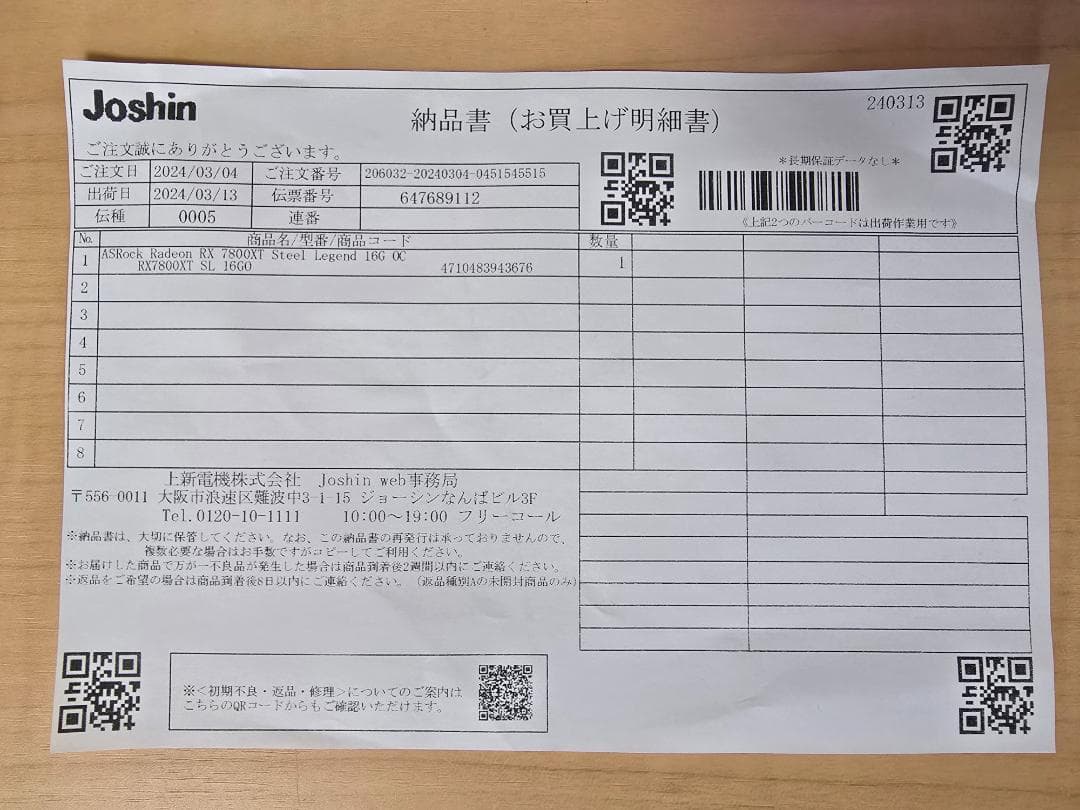 Joshin
納品書（お買上げ明細書）
240313
ご注文誠にありがとうございます。
＊長期保証データなし＊
ご注文日 2024/03/04 ご注文番号 206032-20240304-0451545515
出荷日 2024/03/13 伝票番号 647689112
伝種 0005 連番
《上記2つのバーコードは出荷作業用です》
No. 商品名/型番/商品コード 数量
1 ASRock Radeon RX 7800XT Steel Legend 16G OC 1
RX7800XT SL 16GO 4710483943676
2
3
4
5
6
7
8
上新電機株式会社 Joshin web事務局
〒556-0011 大阪市浪速区難波中3-1-15 ジョーシンなんばビル3F
Tel.0120-10-1111 10:00～19:00 フリーコール
※納品書は、大切に保管してください。なお、この納品書の再発行は承っておりませんので、
複数必要な場合はお手数ですがコピーしてご利用ください。
※お届けした商品で万が一不良品が発生した場合は商品到着後2週間以内にご連絡ください。
※返品をご希望の場合は商品到着後8日以内にご連絡ください。（返品種別Aの未開封商品のみ）
※＜初期不良・返品・修理＞についてのご案内は
こちらのQRコードからもご確認いただけます。